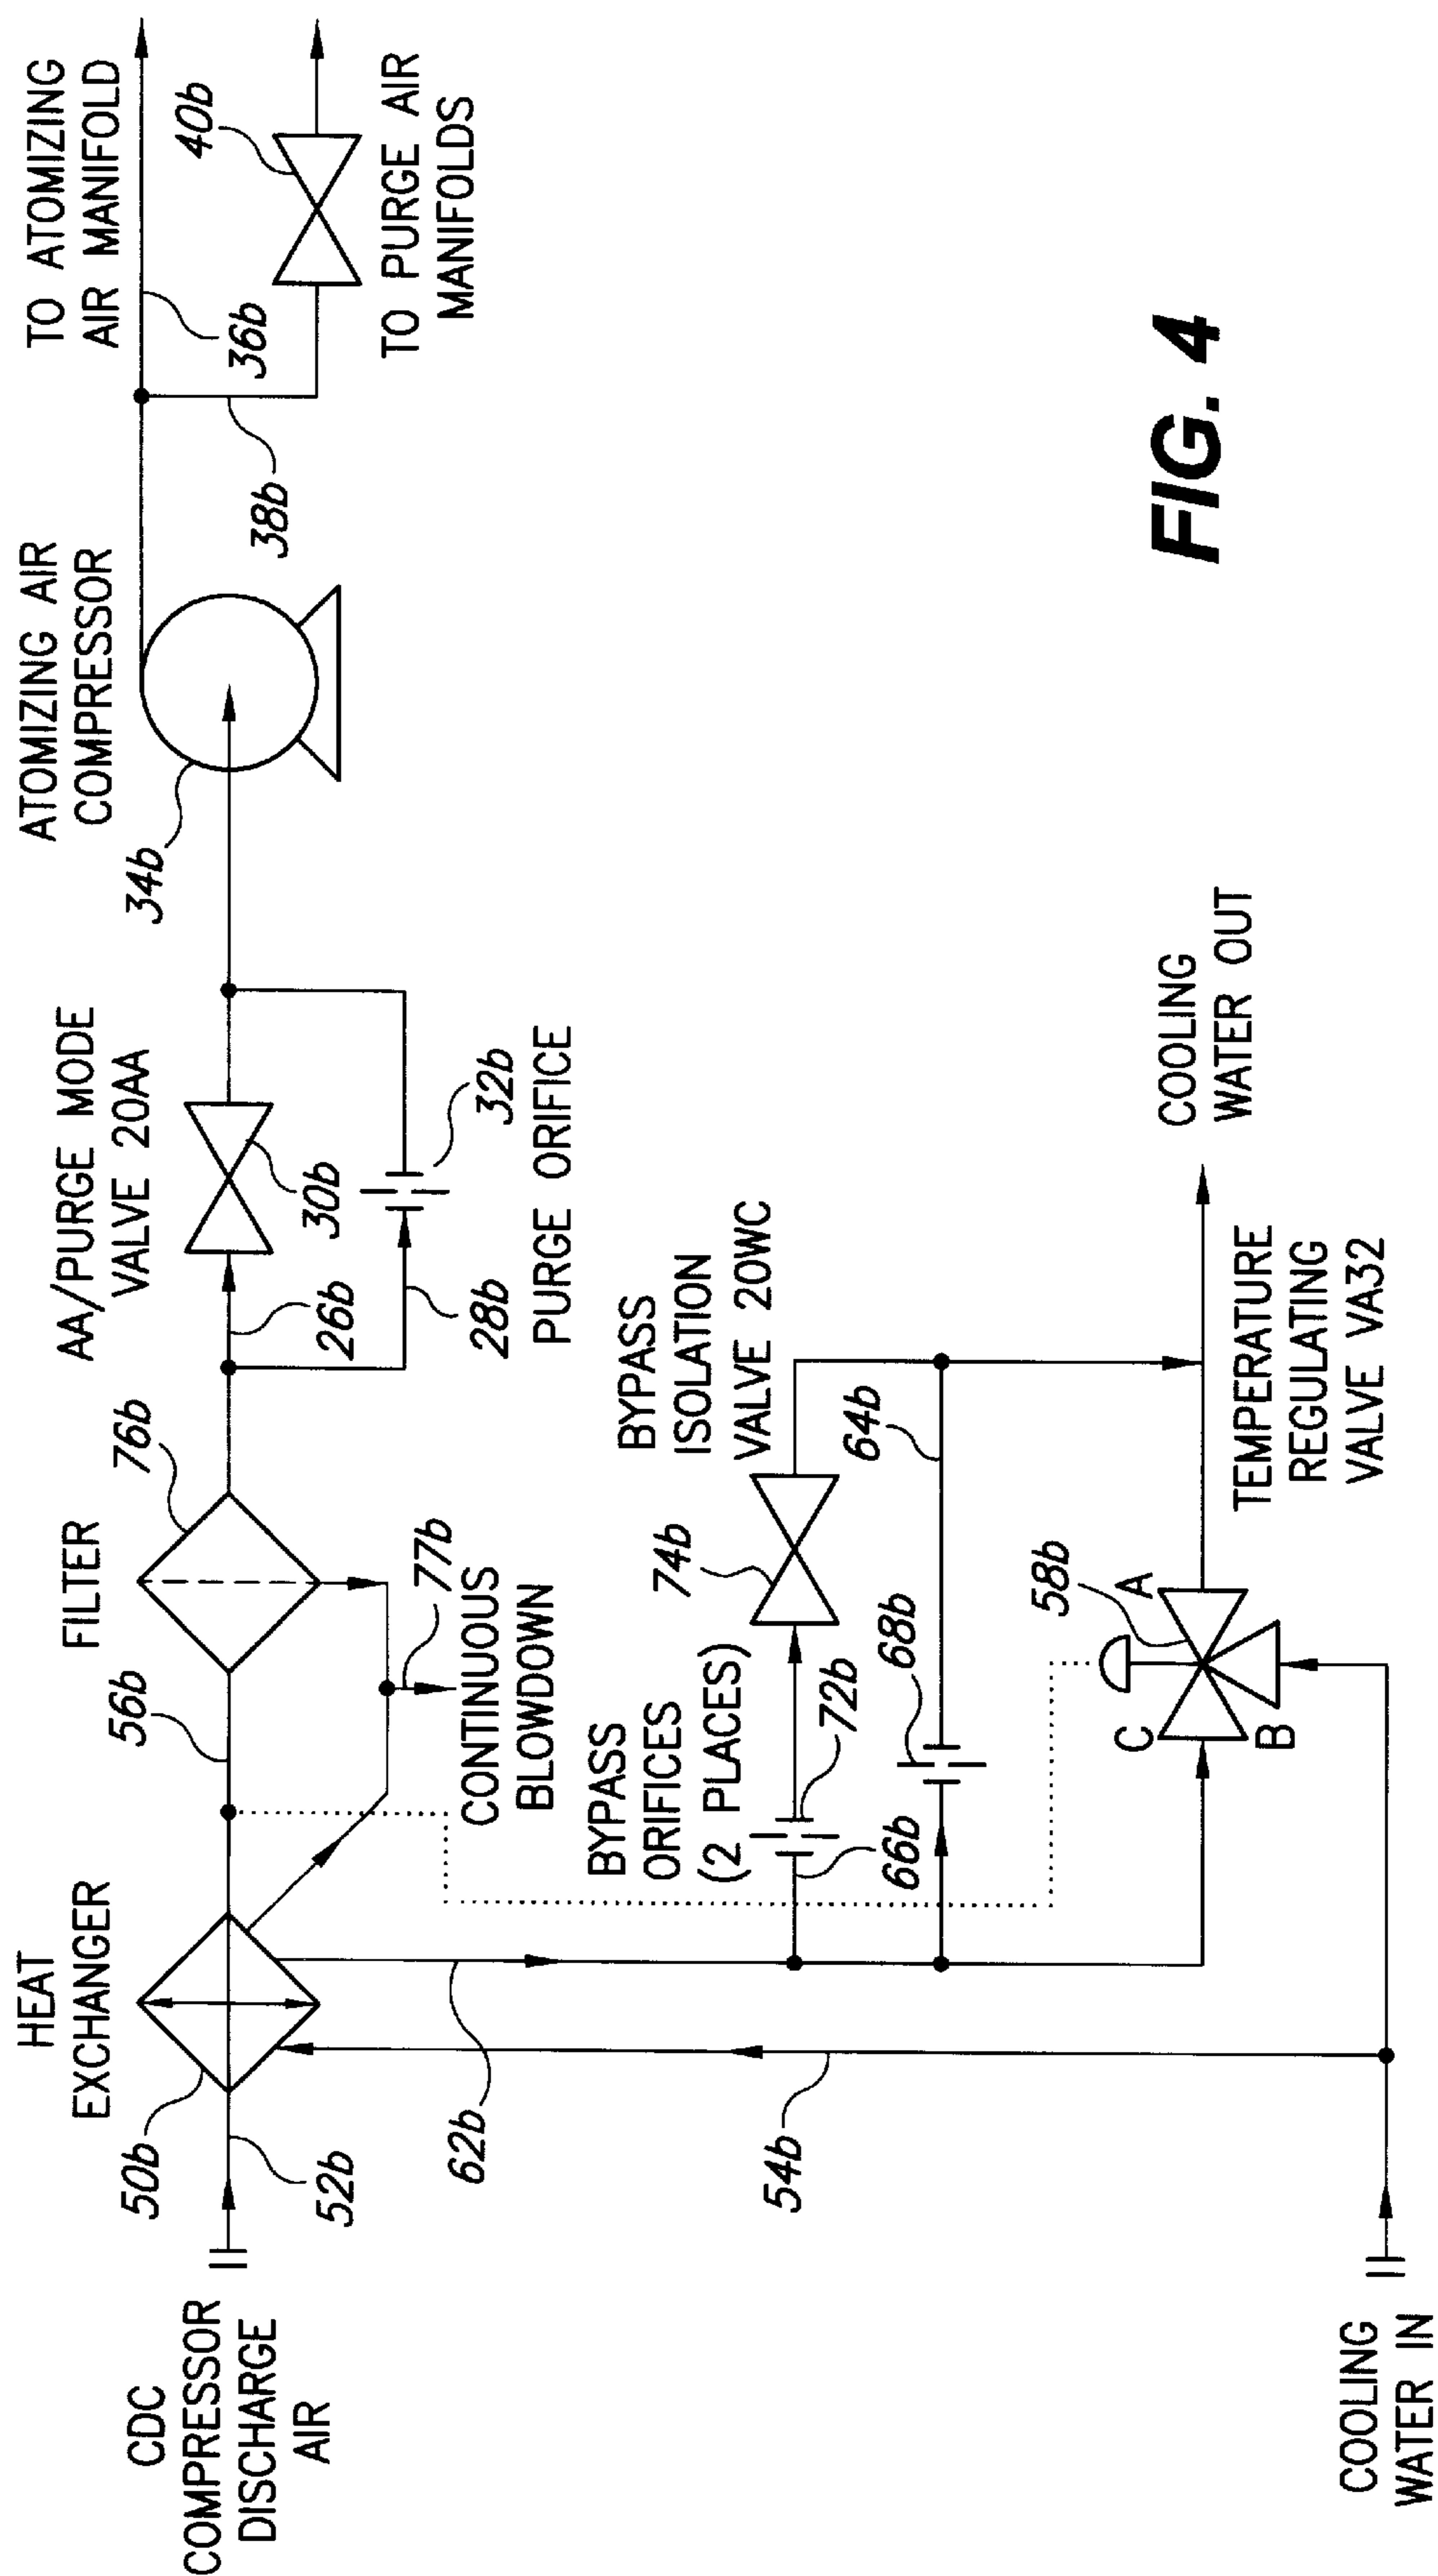 TO ATOMIZING
AIR MANIFOLD
36b
40b
TO PURGE AIR
MANIFOLDS
38b
ATOMIZING AIR
COMPRESSOR
34b
AA/PURGE MODE
VALVE 20AA
26b
30b
28b
32b
PURGE ORIFICE
FILTER
76b
56b
77b
CONTINUOUS
BLOWDOWN
HEAT
EXCHANGER
50b
52b
CDC
COMPRESSOR
DISCHARGE
AIR
62b
54b
BYPASS
ORIFICES
(2 PLACES)
66b
72b
68b
BYPASS
ISOLATION
VALVE 20WC
74b
64b
58b
A
B
C
TEMPERATURE
REGULATING
VALVE VA32
COOLING
WATER OUT
COOLING
WATER IN
FIG. 4